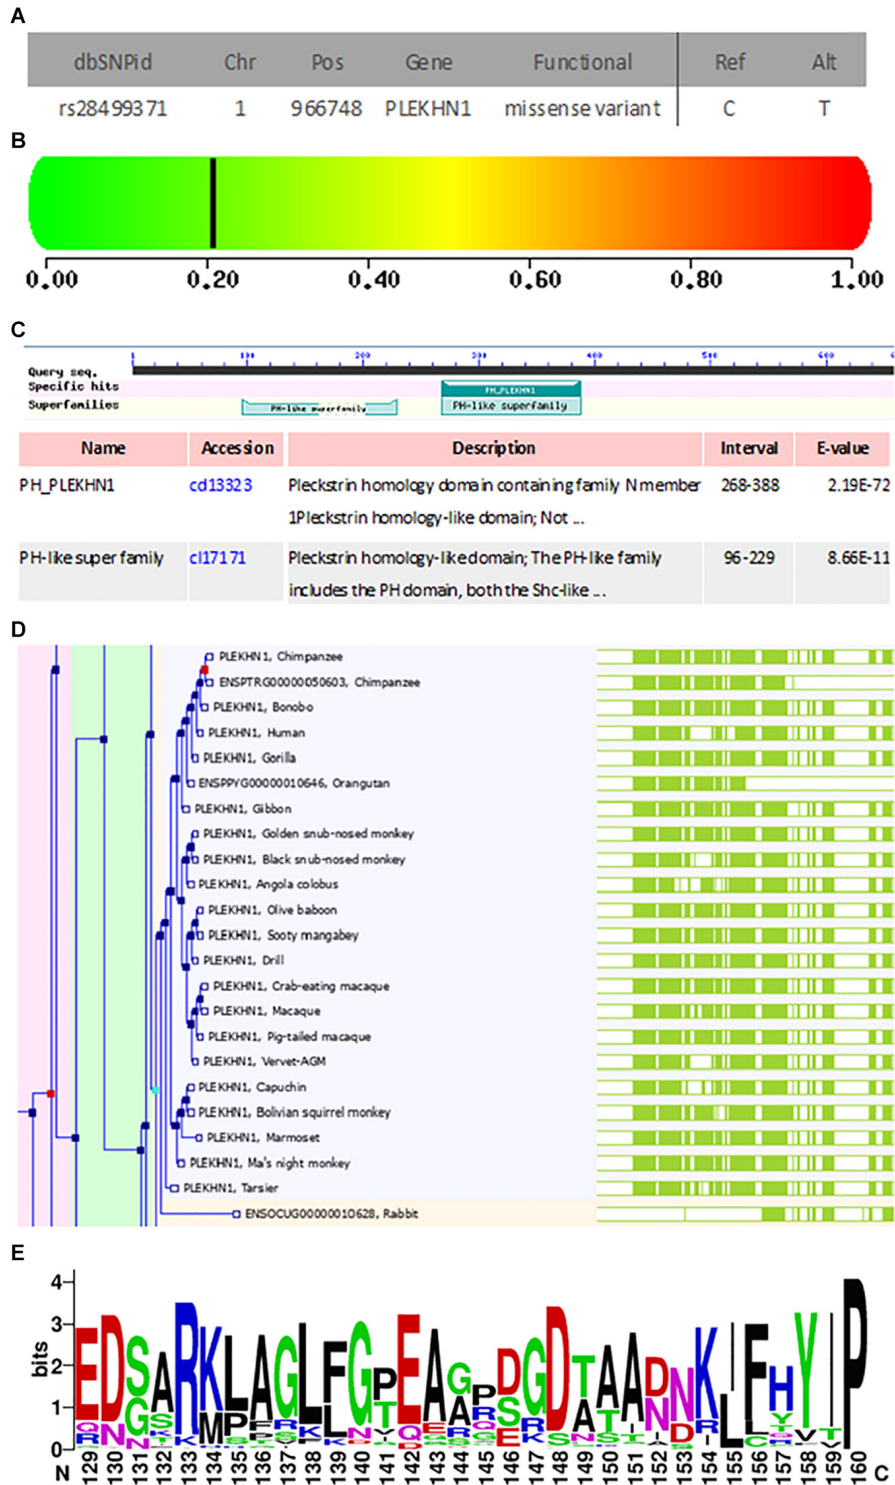 A
dbSNPid Chr Pos Gene Functional Ref Alt
rs28499371 1 966748 PLEKHN1 missense variant C T
B
0.00 0.20 0.40 0.60 0.80 1.00
C
1 100 200 300 400 500 600
Query seq.
Specific hits PH_PLEKHN1
Superfamilies PH-like superfamily PH-like superfamily
Name Accession Description Interval E-value
PH_PLEKHN1 cd13323 Pleckstrin homology domain containing family N member 268-388 2.19E-72
1Pleckstrin homology-like domain; Not ...
PH-like super family cl17171 Pleckstrin homology-like domain; The PH-like family 96-229 8.66E-11
includes the PH domain, both the Shc-like ...
D
PLEKHN1, Chimpanzee
ENSPTRG00000050603, Chimpanzee
PLEKHN1, Bonobo
PLEKHN1, Human
PLEKHN1, Gorilla
ENSPPYG00000010646, Orangutan
PLEKHN1, Gibbon
PLEKHN1, Golden snub-nosed monkey
PLEKHN1, Black snub-nosed monkey
PLEKHN1, Angola colobus
PLEKHN1, Olive baboon
PLEKHN1, Sooty mangabey
PLEKHN1, Drill
PLEKHN1, Crab-eating macaque
PLEKHN1, Macaque
PLEKHN1, Pig-tailed macaque
PLEKHN1, Vervet-AGM
PLEKHN1, Capuchin
PLEKHN1, Bolivian squirrel monkey
PLEKHN1, Marmoset
PLEKHN1, Ma's night monkey
PLEKHN1, Tarsier
ENSOCUG00000010628, Rabbit
E
4
3
2
1
0
bits
E D S A R K L A G L F G P E A G P D G D T A A D N K I F H Y I P
N 129 130 131 132 133 134 135 136 137 138 139 140 141 142 143 144 145 146 147 148 149 150 151 152 153 154 155 156 157 158 159 160 C